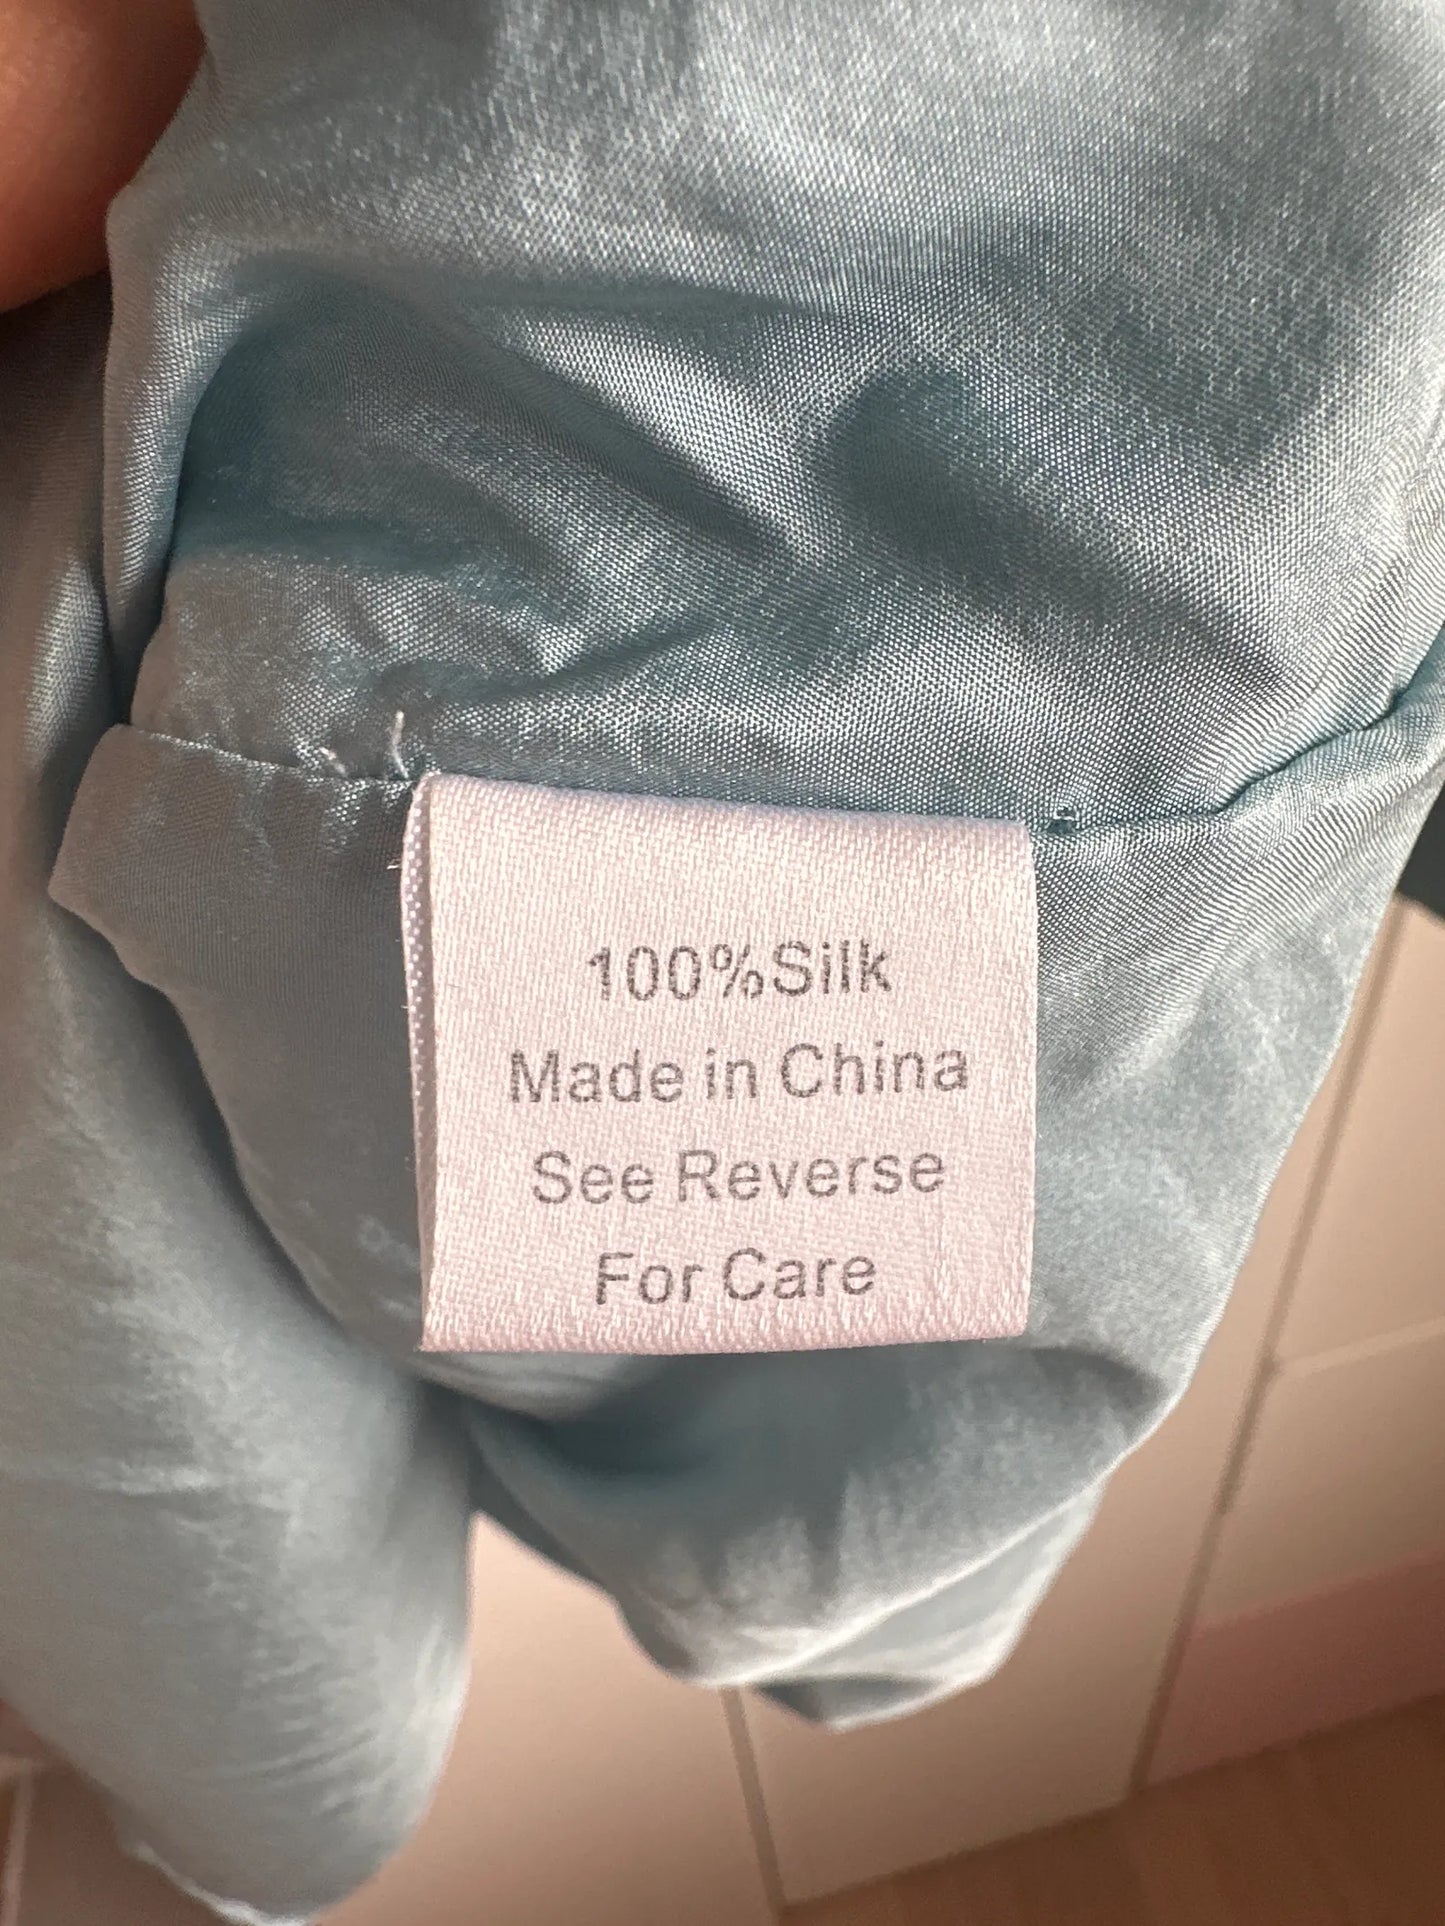 100%Silk
Made in China
See Reverse
For Care